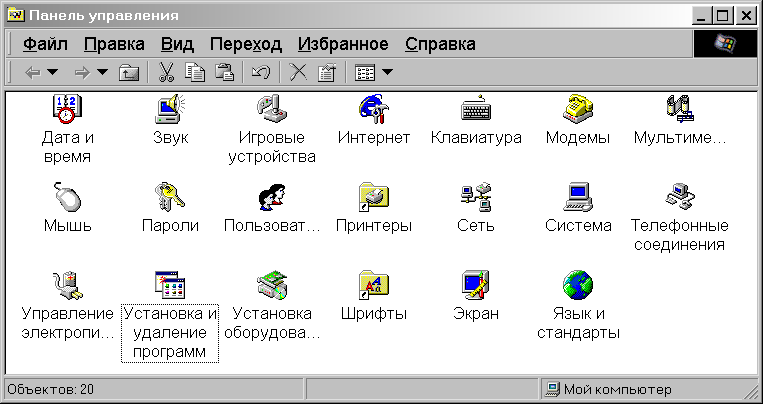 Панель управления
Файл Правка Вид Переход Избранное Справка
Дата и время
Звук
Игровые устройства
Интернет
Клавиатура
Модемы
Мультиме...
Мышь
Пароли
Пользоват...
Принтеры
Сеть
Система
Телефонные соединения
Управление электропи...
Установка и удаление программ
Установка оборудова...
Шрифты
Экран
Язык и стандарты
Объектов: 20
Мой компьютер